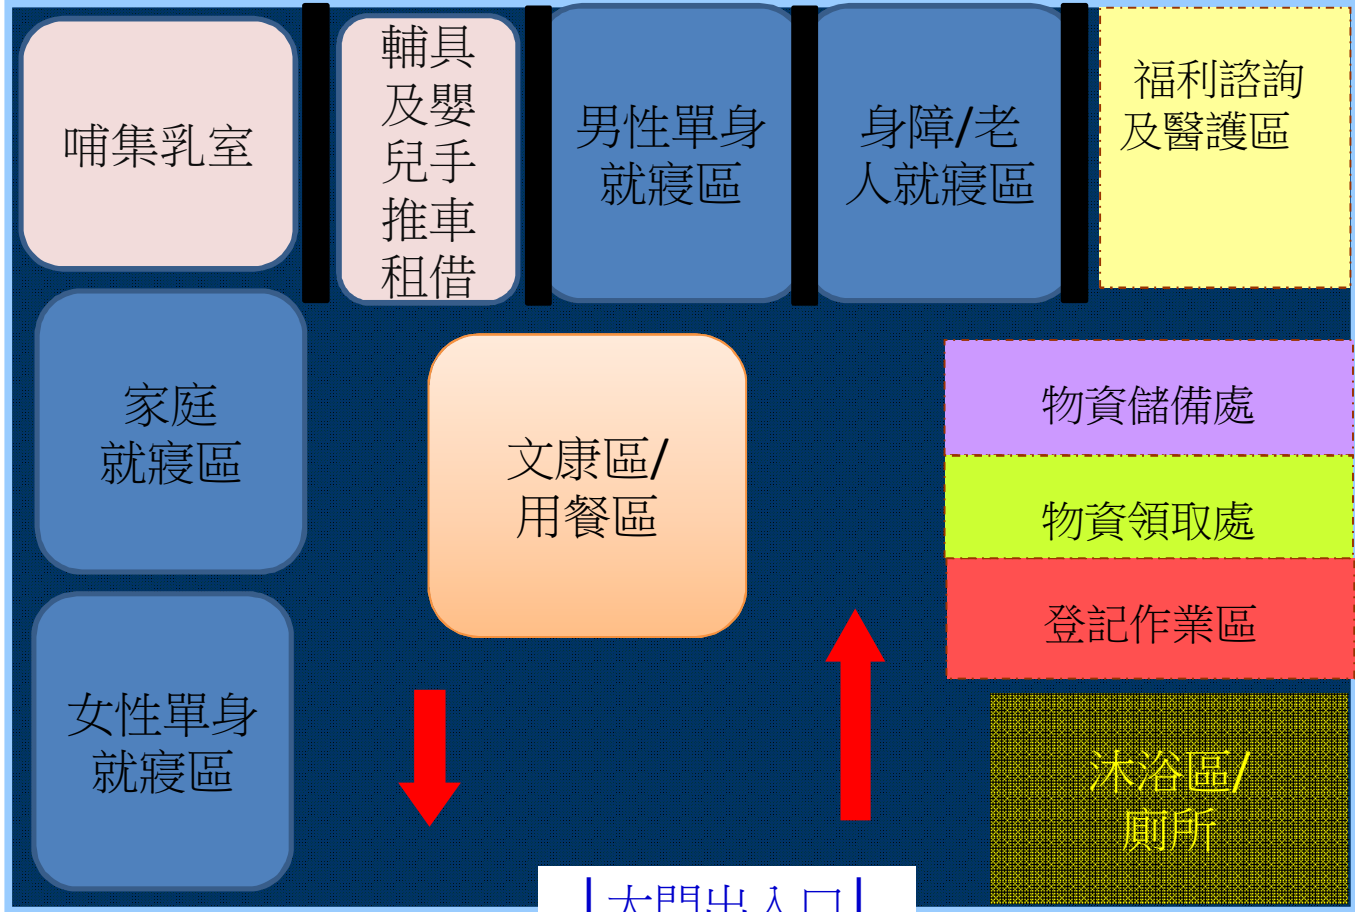 哺集乳室
輔具
及嬰
兒手
推車
租借
男性單身
就寢區
身障/老
人就寢區
福利諮詢
及醫護區
家庭
就寢區
文康區/
用餐區
物資儲備處
物資領取處
登記作業區
女性單身
就寢區
沐浴區/
廁所
大門出入口